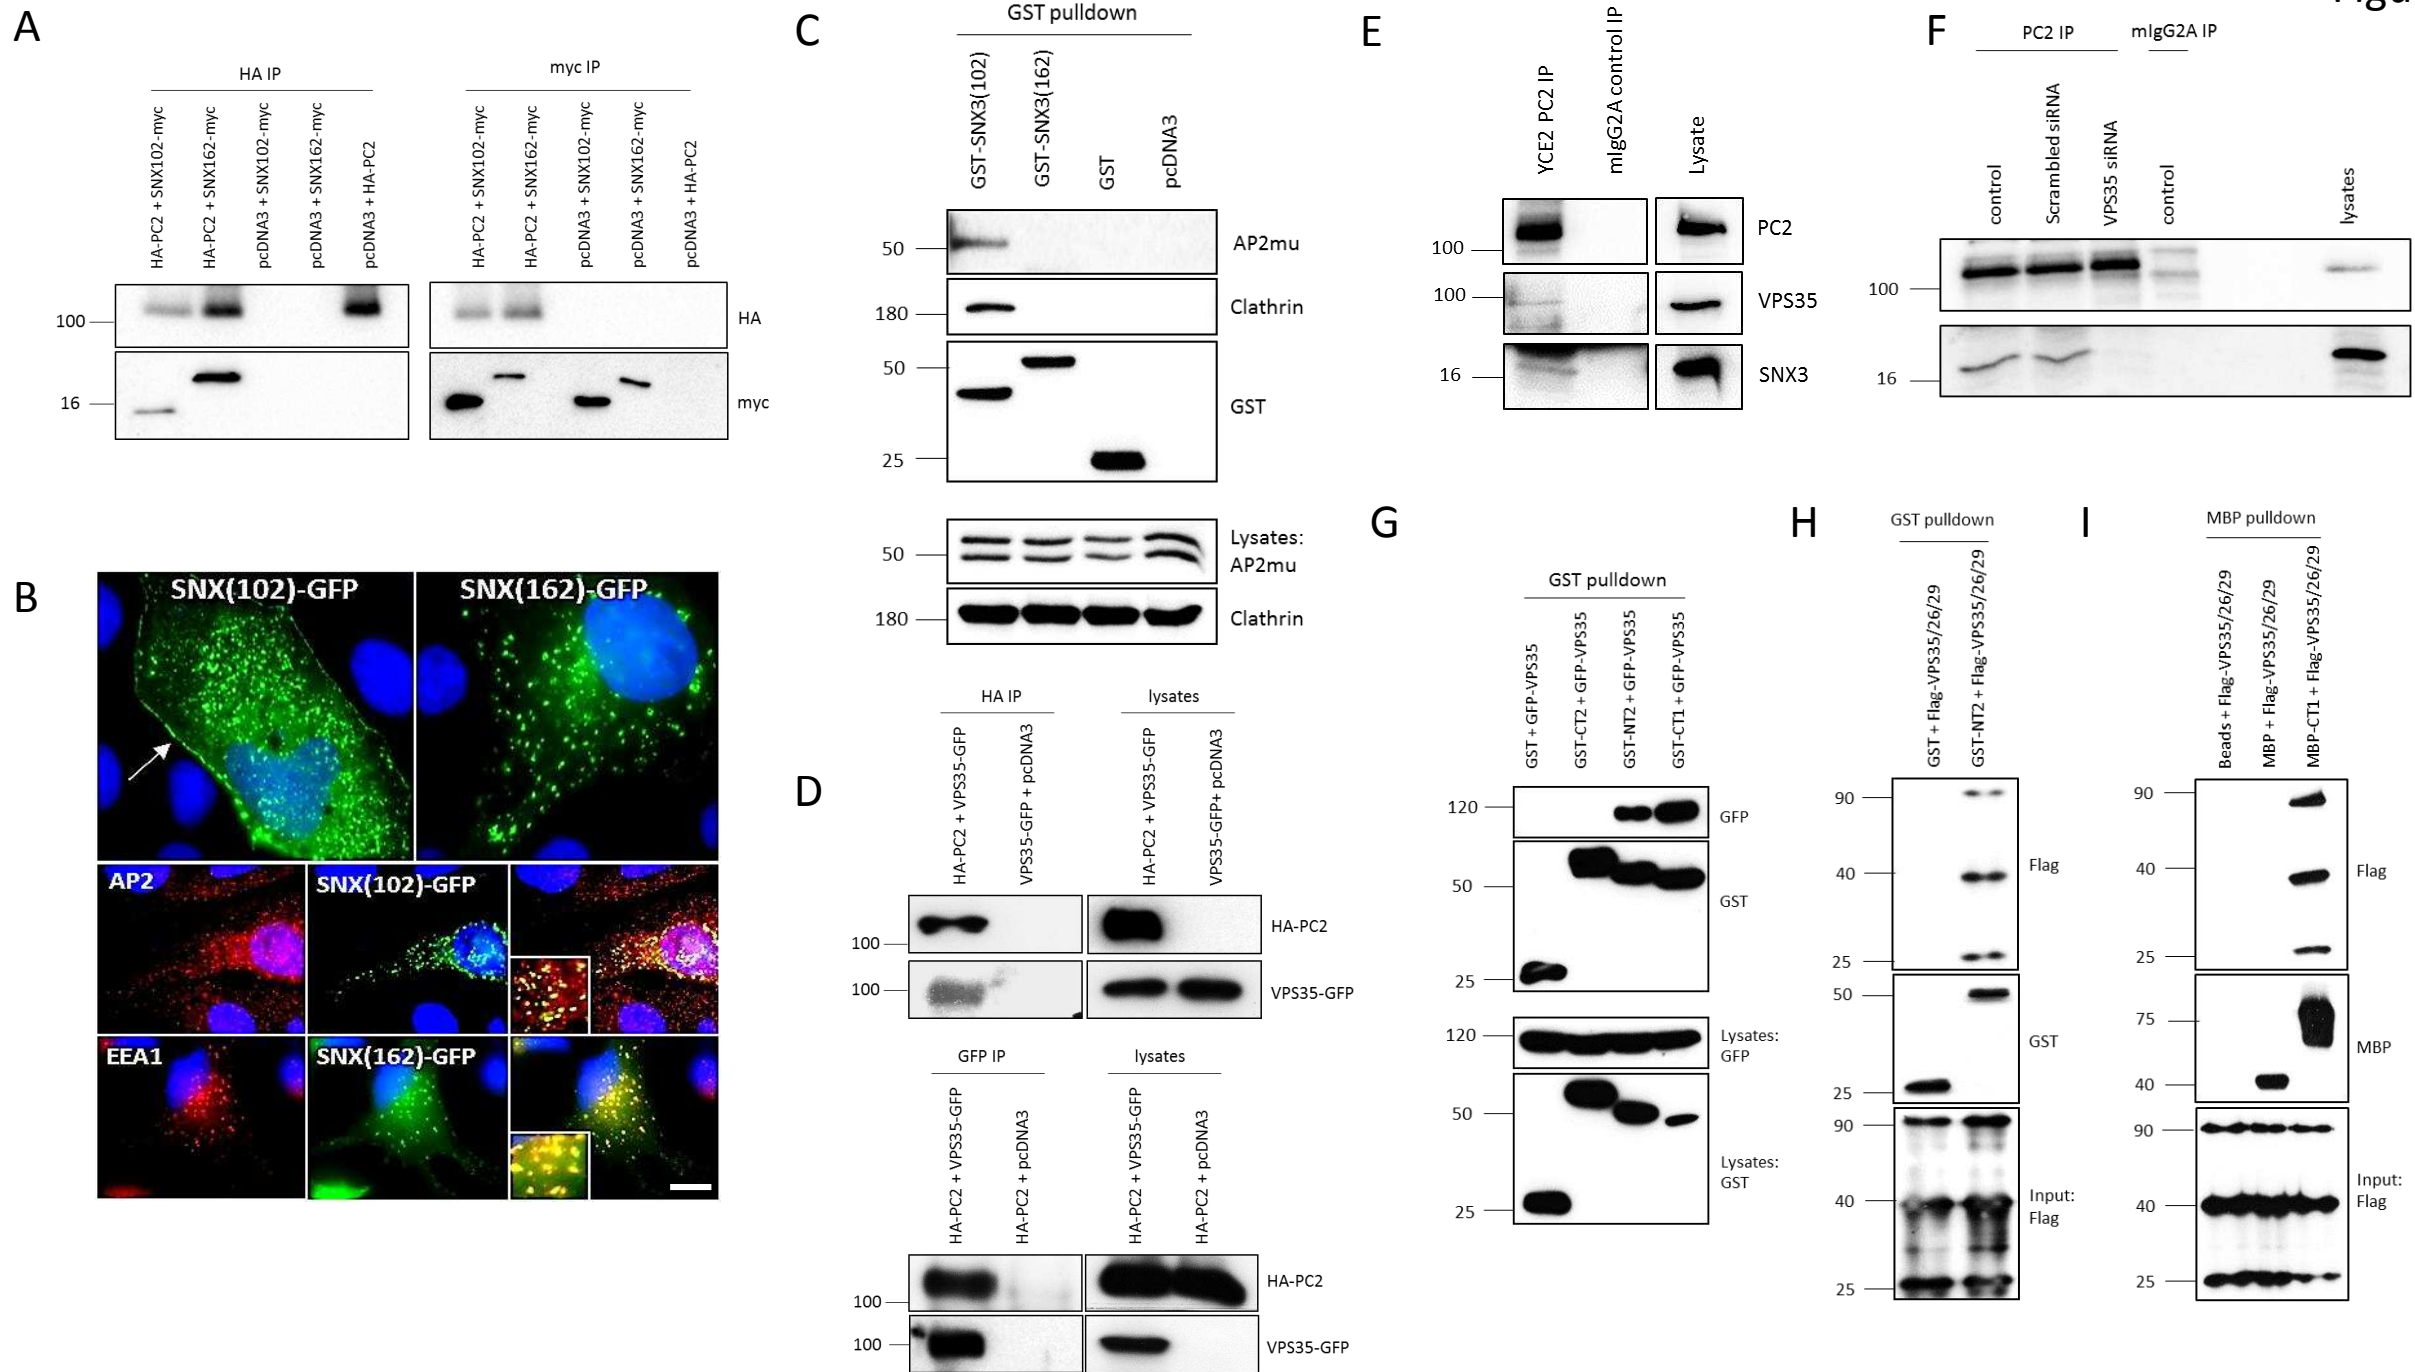 A
HA IP
myc IP
HA-PC2 + SNX102-myc
HA-PC2 + SNX162-myc
pcDNA3 + SNX102-myc
pcDNA3 + SNX162-myc
pcDNA3 + HA-PC2
HA-PC2 + SNX102-myc
HA-PC2 + SNX162-myc
pcDNA3 + SNX102-myc
pcDNA3 + SNX162-myc
pcDNA3 + HA-PC2
100
HA
16
myc
B
SNX(102)-GFP
SNX(162)-GFP
AP2
SNX(102)-GFP
EEA1
SNX(162)-GFP
C
GST pulldown
GST-SNX3(102)
GST-SNX3(162)
GST
pcDNA3
50
AP2mu
180
Clathrin
50
GST
25
50
Lysates:
AP2mu
180
Clathrin
D
HA IP
lysates
HA-PC2 + VPS35-GFP
VPS35-GFP + pcDNA3
HA-PC2 + VPS35-GFP
VPS35-GFP+ pcDNA3
100
HA-PC2
100
VPS35-GFP
GFP IP
lysates
HA-PC2 + VPS35-GFP
HA-PC2 + pcDNA3
HA-PC2 + VPS35-GFP
HA-PC2 + pcDNA3
100
HA-PC2
100
VPS35-GFP
E
YCE2 PC2 IP
mIgG2A control IP
Lysate
100
PC2
100
VPS35
16
SNX3
F
PC2 IP
mIgG2A IP
control
Scrambled siRNA
VPS35 siRNA
control
lysates
100
16
G
GST pulldown
GST + GFP-VPS35
GST-CT2 + GFP-VPS35
GST-NT2 + GFP-VPS35
GST-CT1 + GFP-VPS35
120
GFP
50
GST
25
120
Lysates:
GFP
50
Lysates:
GST
25
H
GST pulldown
GST + Flag-VPS35/26/29
GST-NT2 + Flag-VPS35/26/29
90
40
Flag
25
50
GST
25
90
40
Input:
Flag
25
I
MBP pulldown
Beads + Flag-VPS35/26/29
MBP + Flag-VPS35/26/29
MBP-CT1 + Flag-VPS35/26/29
90
40
Flag
25
75
MBP
40
90
Input:
Flag
40
25